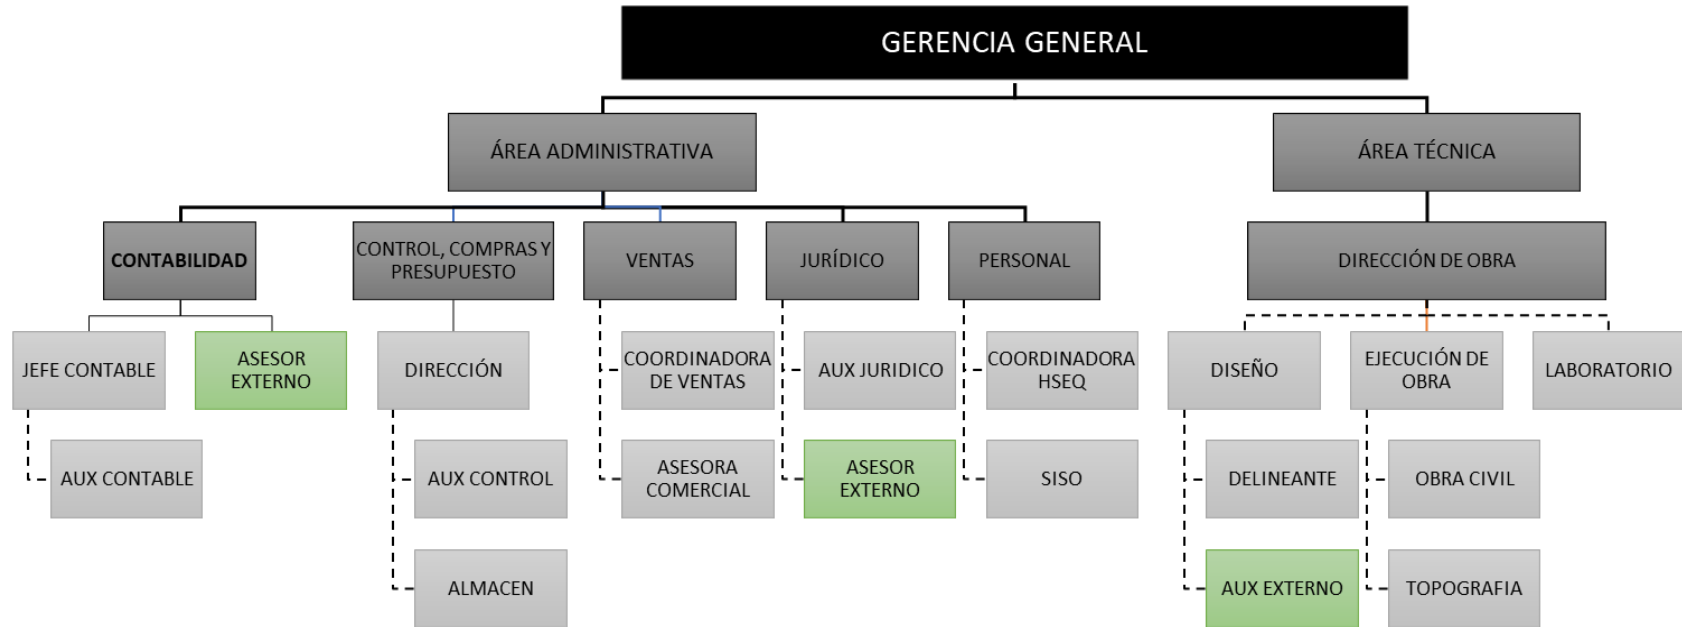 GERENCIA GENERAL
ÁREA ADMINISTRATIVA
ÁREA TÉCNICA
CONTABILIDAD
CONTROL, COMPRAS Y
PRESUPUESTO
VENTAS
JURÍDICO
PERSONAL
DIRECCIÓN DE OBRA
JEFE CONTABLE
ASESOR
EXTERNO
DIRECCIÓN
COORDINADORA
DE VENTAS
AUX JURIDICO
COORDINADORA
HSEQ
DISEÑO
EJECUCIÓN DE
OBRA
LABORATORIO
AUX CONTABLE
AUX CONTROL
ASESORA
COMERCIAL
ASESOR
EXTERNO
SISO
DELINEANTE
OBRA CIVIL
ALMACEN
AUX EXTERNO
TOPOGRAFIA